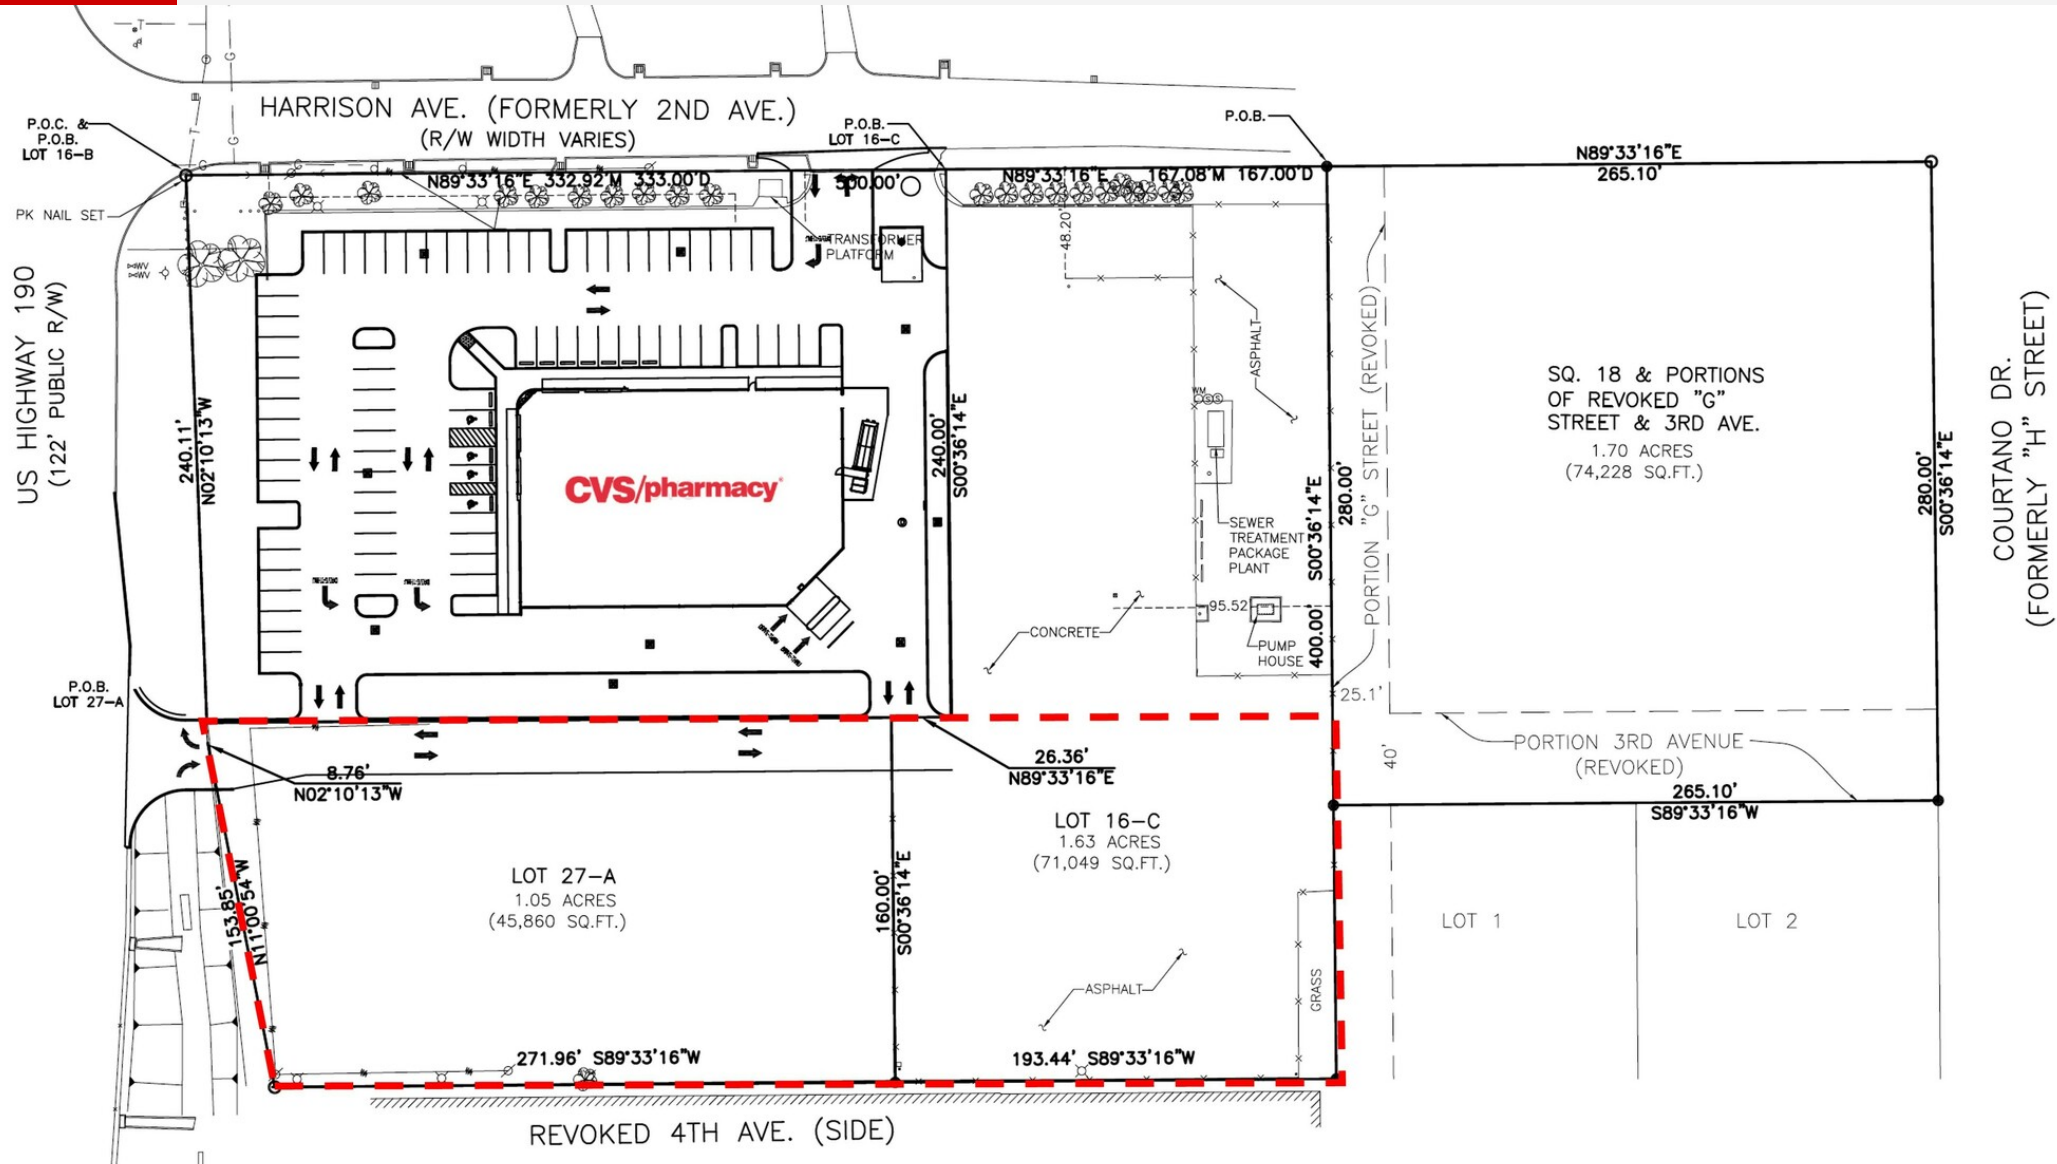 HARRISON AVE. (FORMERLY 2ND AVE.)
(R/W WIDTH VARIES)
P.O.C. &
P.O.B.
LOT 16-B
P.O.B.
LOT 16-C
P.O.B.
N89°33'16"E 332.92'M 333.00'D
500.00'
N89°33'16"E 167.08'M 167.00'D
N89°33'16"E
265.10'
PK NAIL SET
TRANSFORMER
PLATFORM
48.20'
ASPHALT
US HIGHWAY 190
(122' PUBLIC R/W)
240.11'
N02°10'13"W
CVS/pharmacy
240.00'
S00°36'14"E
WM
SEWER
TREATMENT
PACKAGE
PLANT
95.52
PUMP
HOUSE
CONCRETE
S00°36'14"E
400.00'
280.00'
PORTION "G" STREET (REVOKED)
25.1'
SQ. 18 & PORTIONS
OF REVOKED "G"
STREET & 3RD AVE.
1.70 ACRES
(74,228 SQ.FT.)
280.00'
S00°36'14"E
COURTANO DR.
(FORMERLY "H" STREET)
P.O.B.
LOT 27-A
8.76'
N02°10'13"W
26.36'
N89°33'16"E
PORTION 3RD AVENUE
(REVOKED)
40'
265.10'
S89°33'16"W
LOT 27-A
1.05 ACRES
(45,860 SQ.FT.)
153.85'
N11°00'54"W
160.00'
S00°36'14"E
LOT 16-C
1.63 ACRES
(71,049 SQ.FT.)
ASPHALT
GRASS
LOT 1
LOT 2
271.96' S89°33'16"W
193.44' S89°33'16"W
REVOKED 4TH AVE. (SIDE)